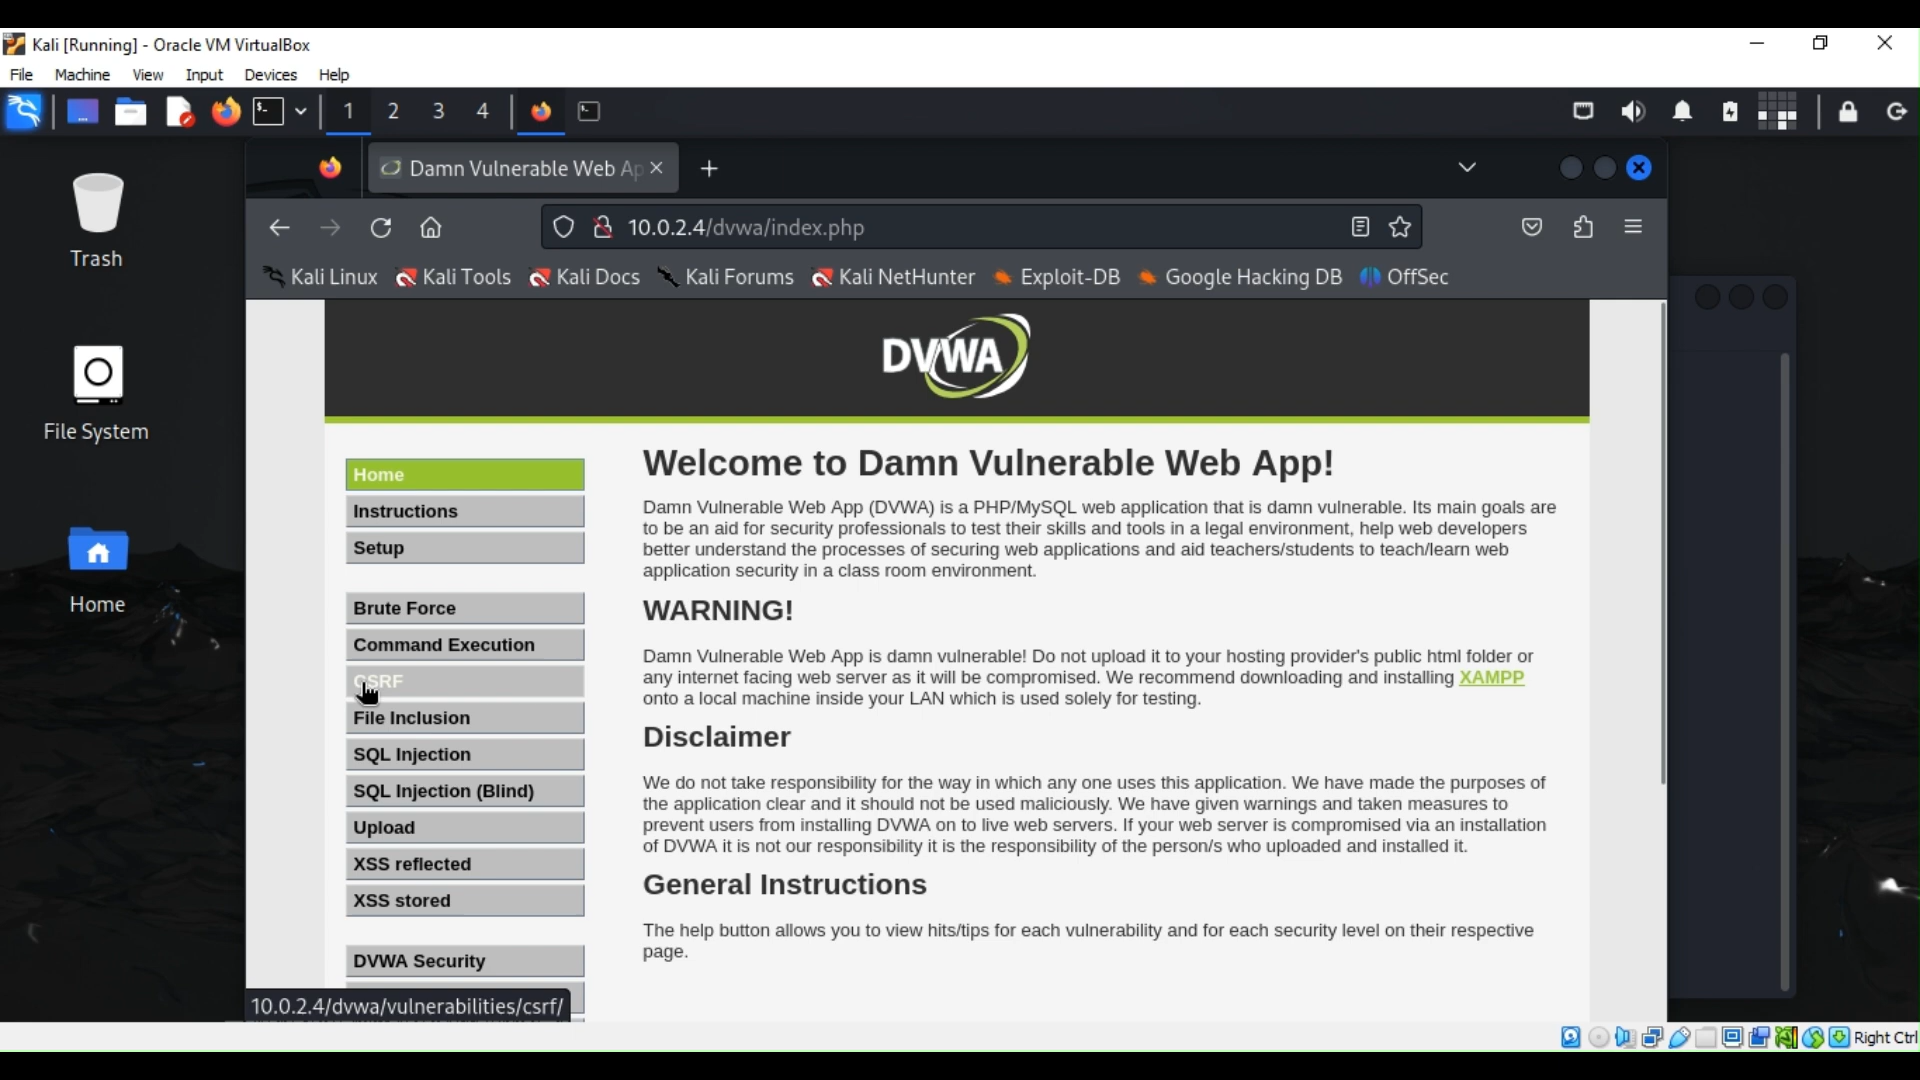 Kali [Running] - Oracle VM VirtualBox
File Machine View Input Devices Help
1 2 3 4
Damn Vulnerable Web Ap
10.0.2.4/dvwa/index.php
Kali Linux Kali Tools Kali Docs Kali Forums Kali NetHunter Exploit-DB Google Hacking DB OffSec
Trash
File System
Home
DVWA
Home
Instructions
Setup
Brute Force
Command Execution
CSRF
File Inclusion
SQL Injection
SQL Injection (Blind)
Upload
XSS reflected
XSS stored
DVWA Security
Welcome to Damn Vulnerable Web App!
Damn Vulnerable Web App (DVWA) is a PHP/MySQL web application that is damn vulnerable. Its main goals are
to be an aid for security professionals to test their skills and tools in a legal environment, help web developers
better understand the processes of securing web applications and aid teachers/students to teach/learn web
application security in a class room environment.
WARNING!
Damn Vulnerable Web App is damn vulnerable! Do not upload it to your hosting provider's public html folder or
any internet facing web server as it will be compromised. We recommend downloading and installing XAMPP
onto a local machine inside your LAN which is used solely for testing.
Disclaimer
We do not take responsibility for the way in which any one uses this application. We have made the purposes of
the application clear and it should not be used maliciously. We have given warnings and taken measures to
prevent users from installing DVWA on to live web servers. If your web server is compromised via an installation
of DVWA it is not our responsibility it is the responsibility of the person/s who uploaded and installed it.
General Instructions
The help button allows you to view hits/tips for each vulnerability and for each security level on their respective
page.
10.0.2.4/dvwa/vulnerabilities/csrf/
Right Ctrl